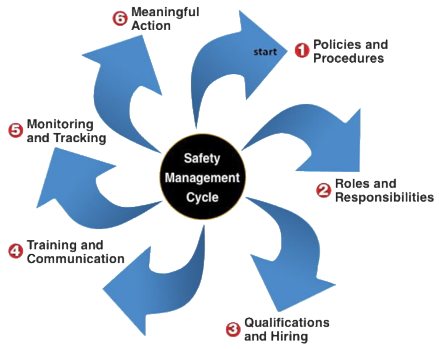 Safety
Management
Cycle
start
1 Policies and
Procedures
2 Roles and
Responsibilities
3 Qualifications
and Hiring
4 Training and
Communication
5 Monitoring
and Tracking
6 Meaningful
Action